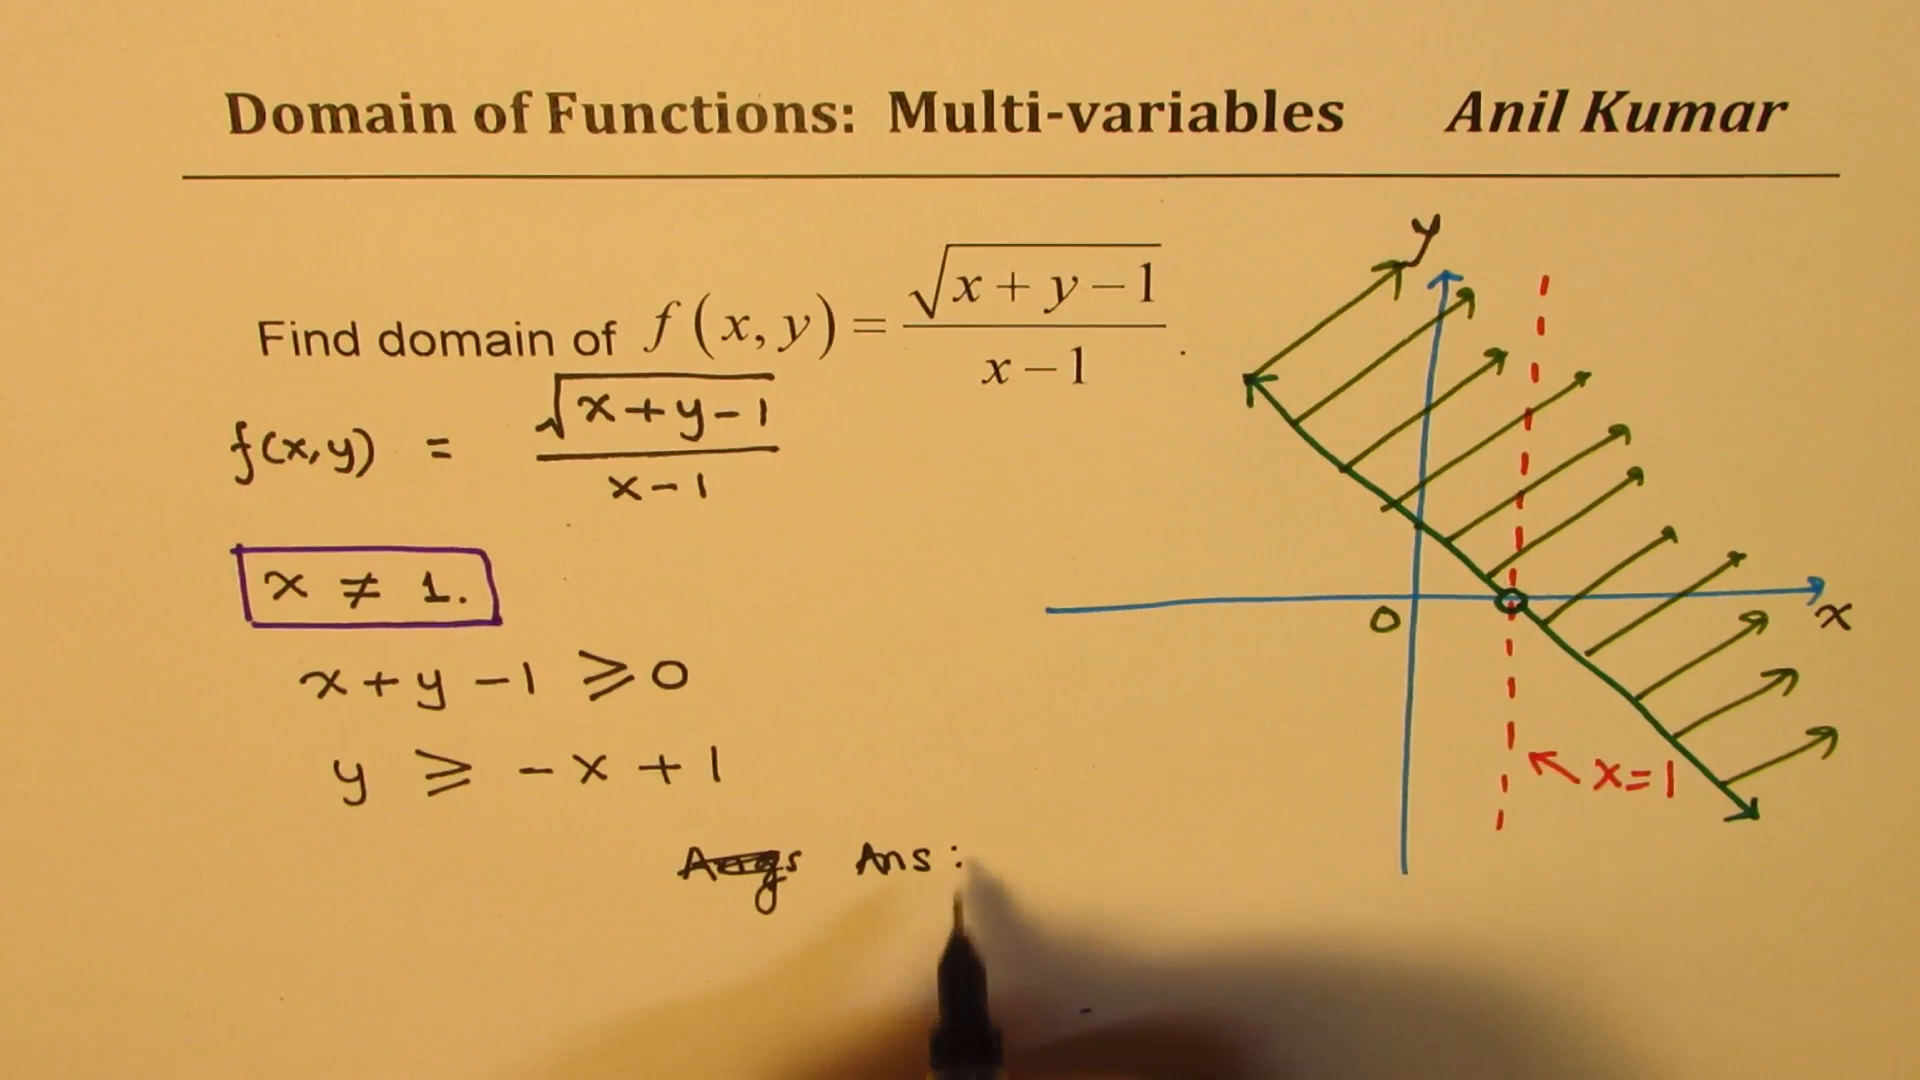 Domain of Functions: Multi-variables Anil Kumar
Find domain of f(x, y) = √(x + y − 1) / (x − 1) .
f(x,y) = √(x+y−1) / (x−1)
x ≠ 1.
x + y − 1 ⩾ 0
y ⩾ − x + 1
Ans :
y
x
0
x=1